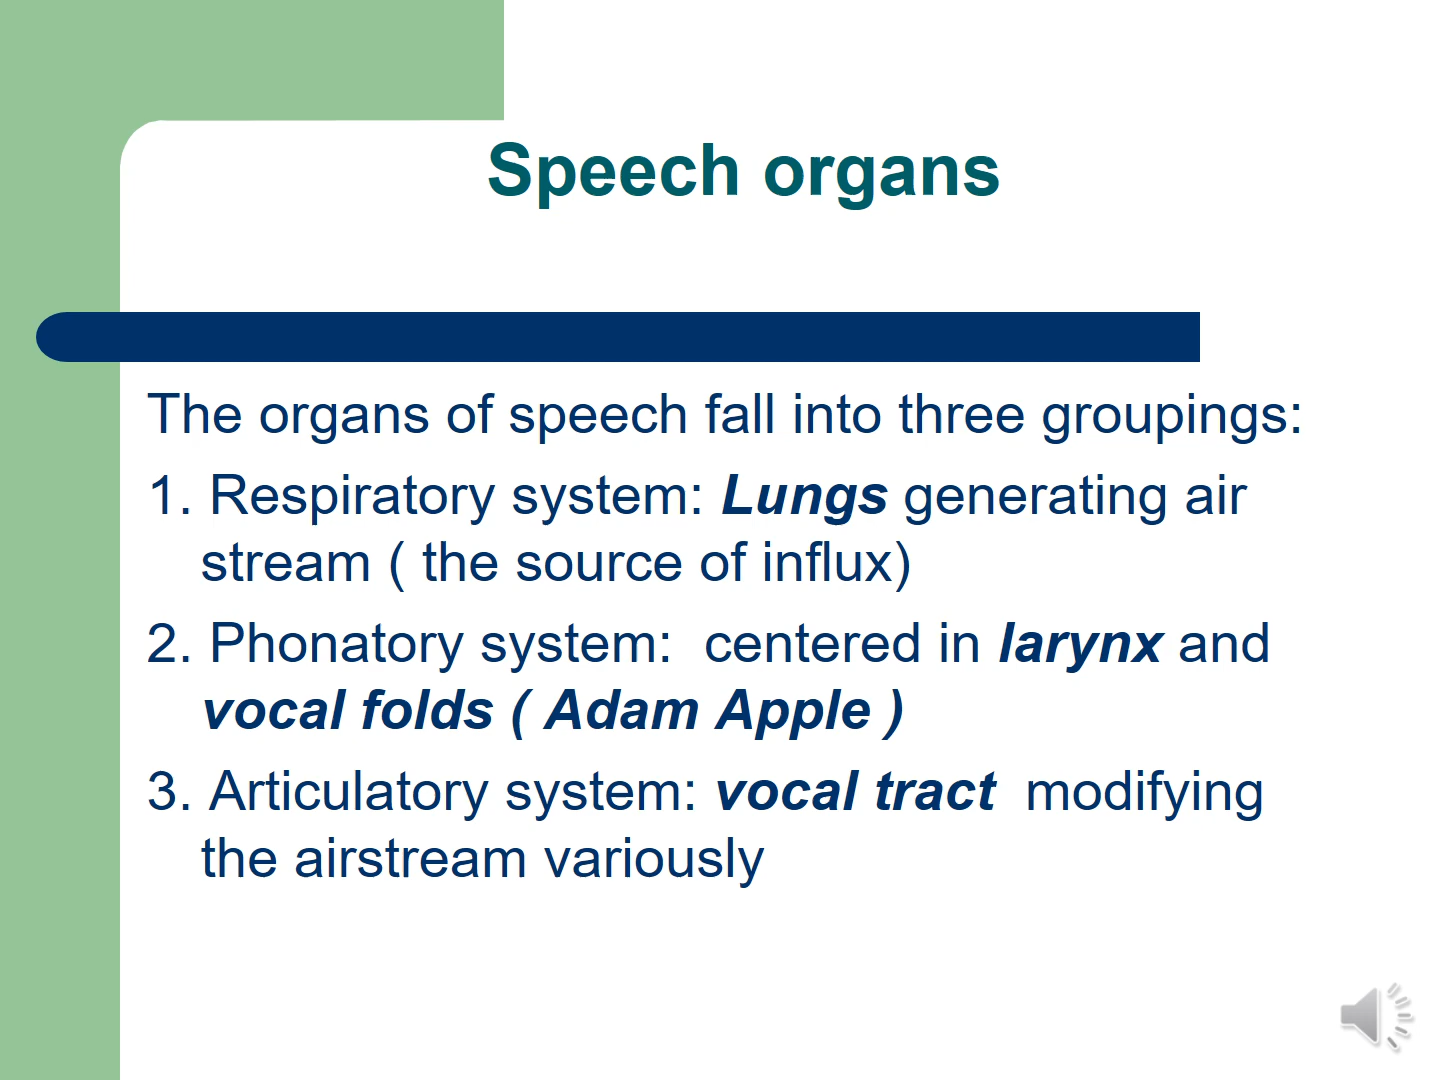 Speech organs
The organs of speech fall into three groupings:
1. Respiratory system: Lungs generating air
stream ( the source of influx)
2. Phonatory system:  centered in larynx and
vocal folds ( Adam Apple )
3. Articulatory system: vocal tract  modifying
the airstream variously